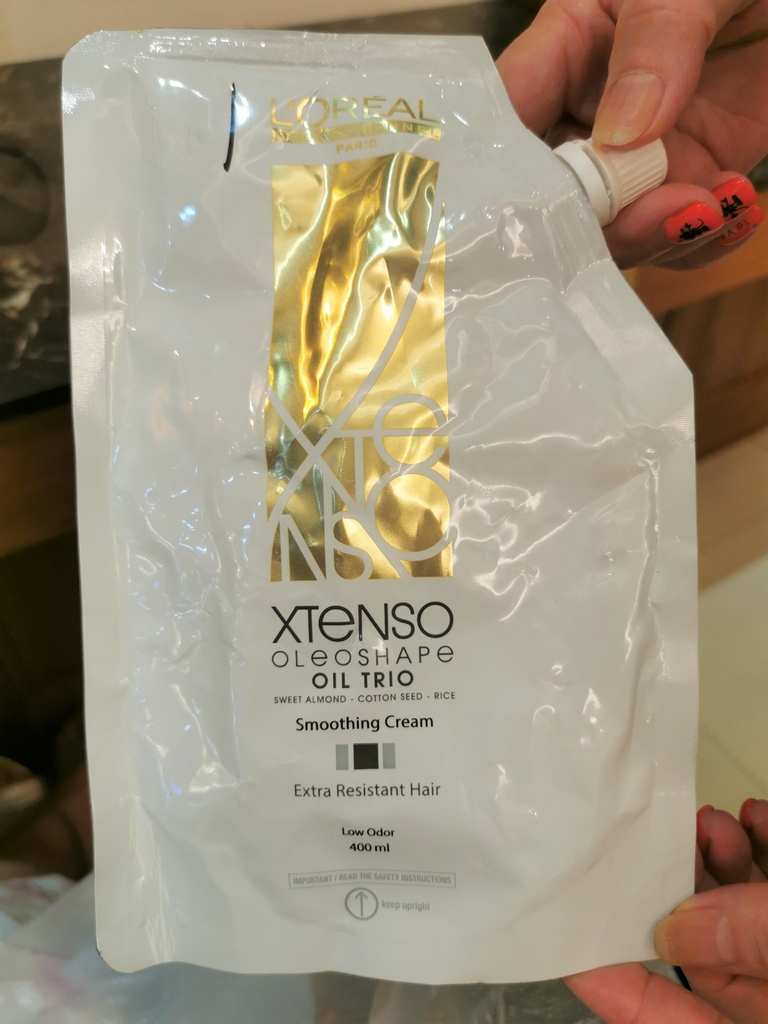 L'ORÉAL
PARIS
XTENSO
XTENSO
OLEOSHAPE
OIL TRIO
SWEET ALMOND - COTTON SEED - RICE
Smoothing Cream
Extra Resistant Hair
Low Odor
400 ml
IMPORTANT / READ THE SAFETY INSTRUCTIONS
keep upright